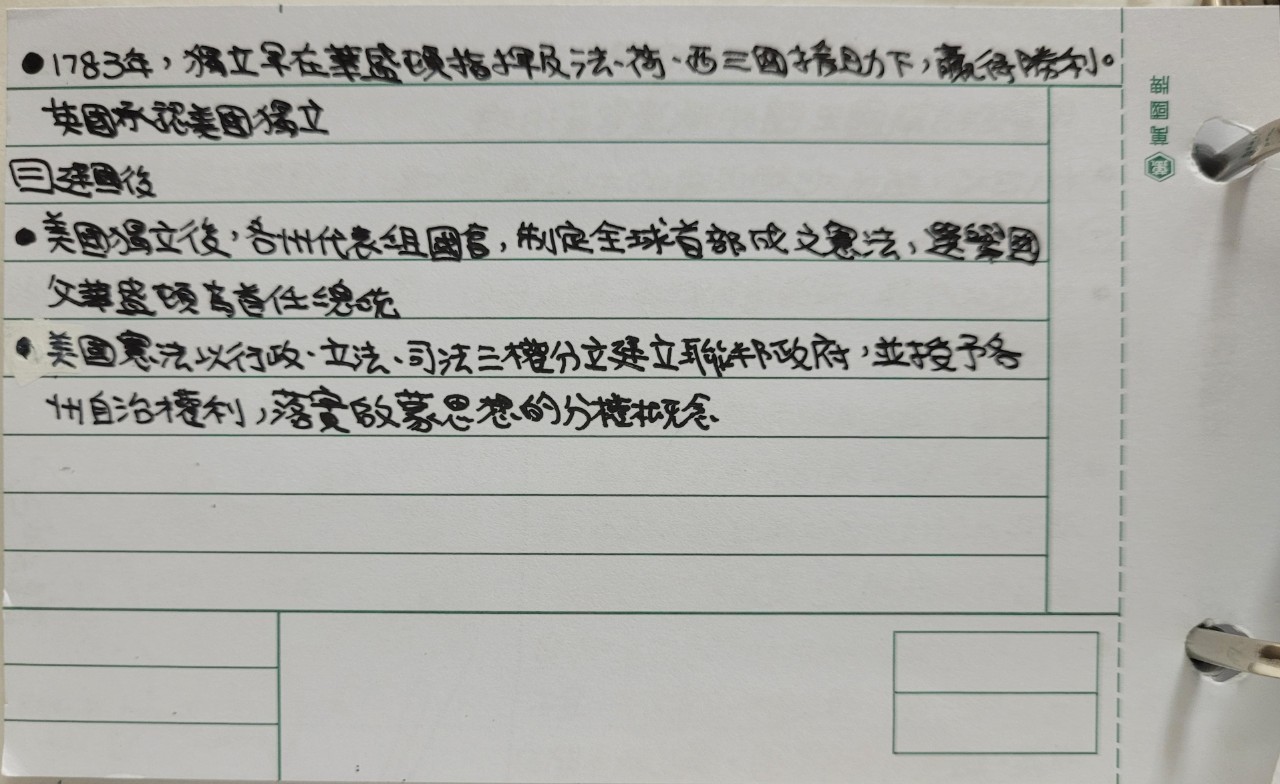 ●1783年，獨立軍在華盛頓指揮及法、荷、西三國援助下，贏得勝利。
英國承認美國獨立
三建國後
●美國獨立後，各州代表組國會，制定全球首部成文憲法，選舉國
父華盛頓為首任總統
●美國憲法以行政、立法、司法三權分立建立聯邦政府，並授予各
州自治權利，落實啟蒙思想的分權概念
萬國牌